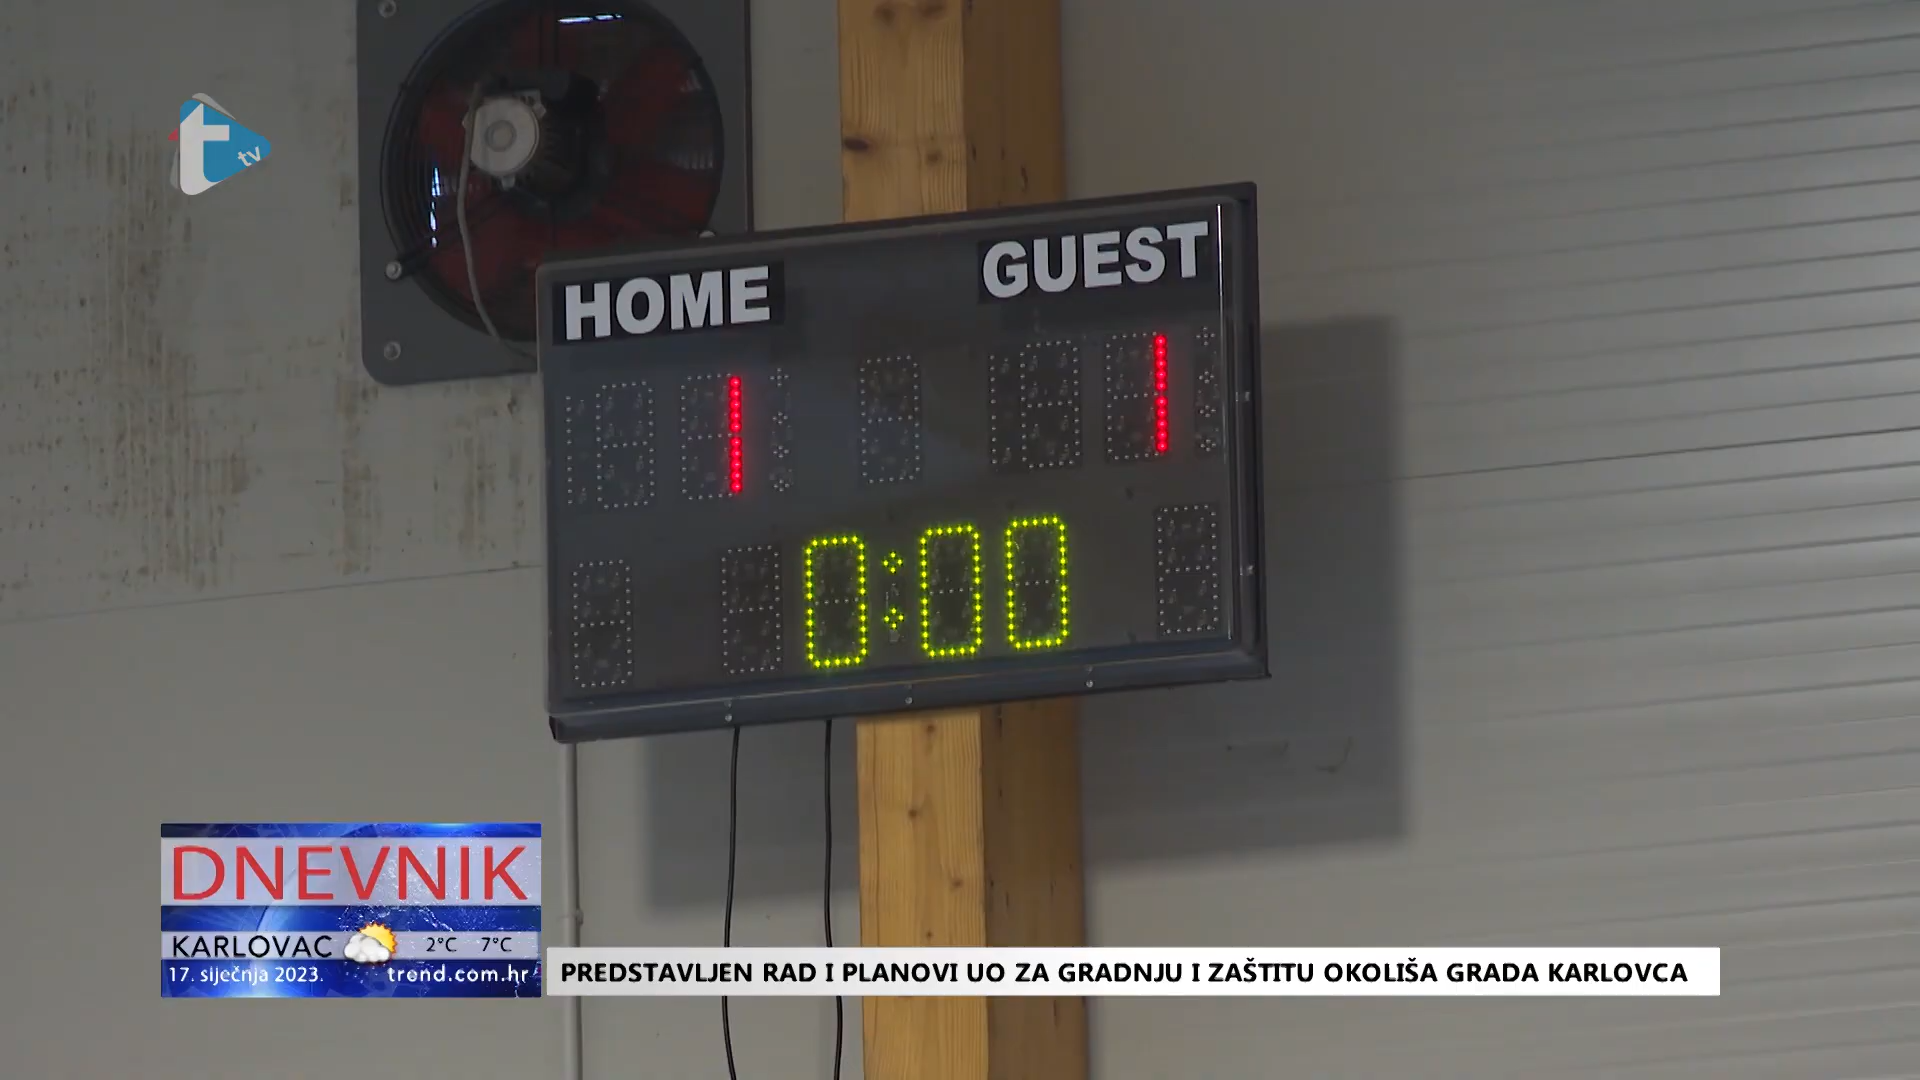 t tv
HOME GUEST
1 1
0:00
DNEVNIK
KARLOVAC 2°C 7°C
17. siječnja 2023. trend.com.hr
PREDSTAVLJEN RAD I PLANOVI UO ZA GRADNJU I ZAŠTITU OKOLIŠA GRADA KARLOVCA